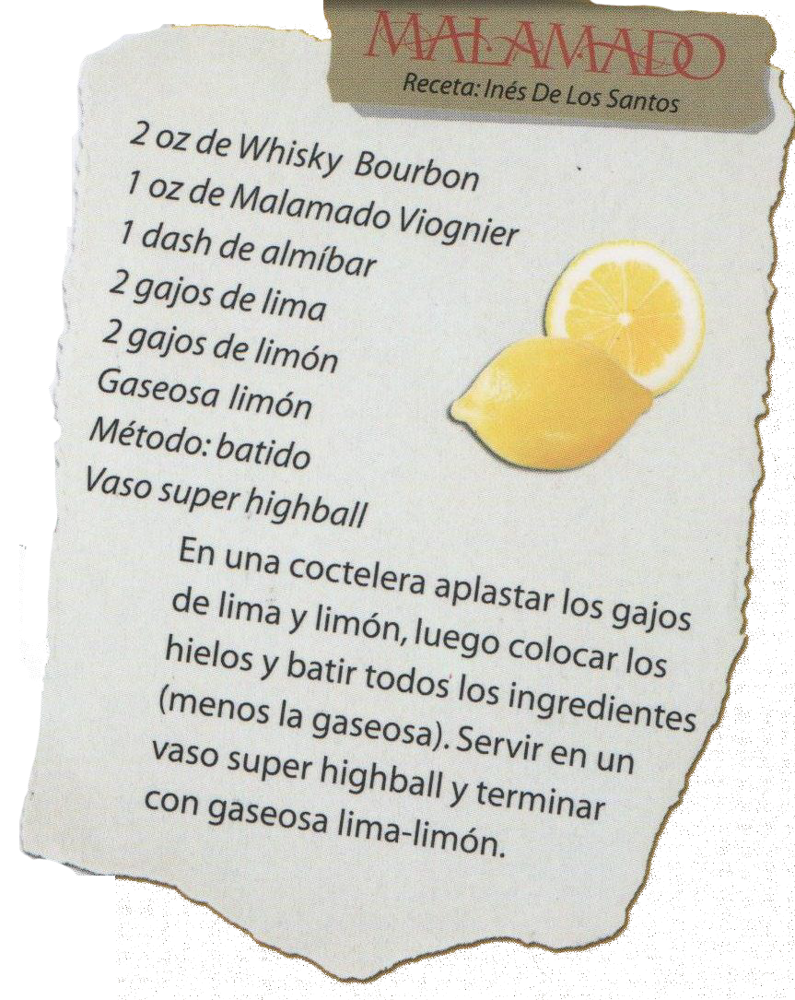 MALAMADO
Receta: Inés De Los Santos
2 oz de Whisky Bourbon
1 oz de Malamado Viognier
1 dash de almíbar
2 gajos de lima
2 gajos de limón
Gaseosa limón
Método: batido
Vaso super highball
En una coctelera aplastar los gajos
de lima y limón, luego colocar los
hielos y batir todos los ingredientes
(menos la gaseosa). Servir en un
vaso super highball y terminar
con gaseosa lima-limón.